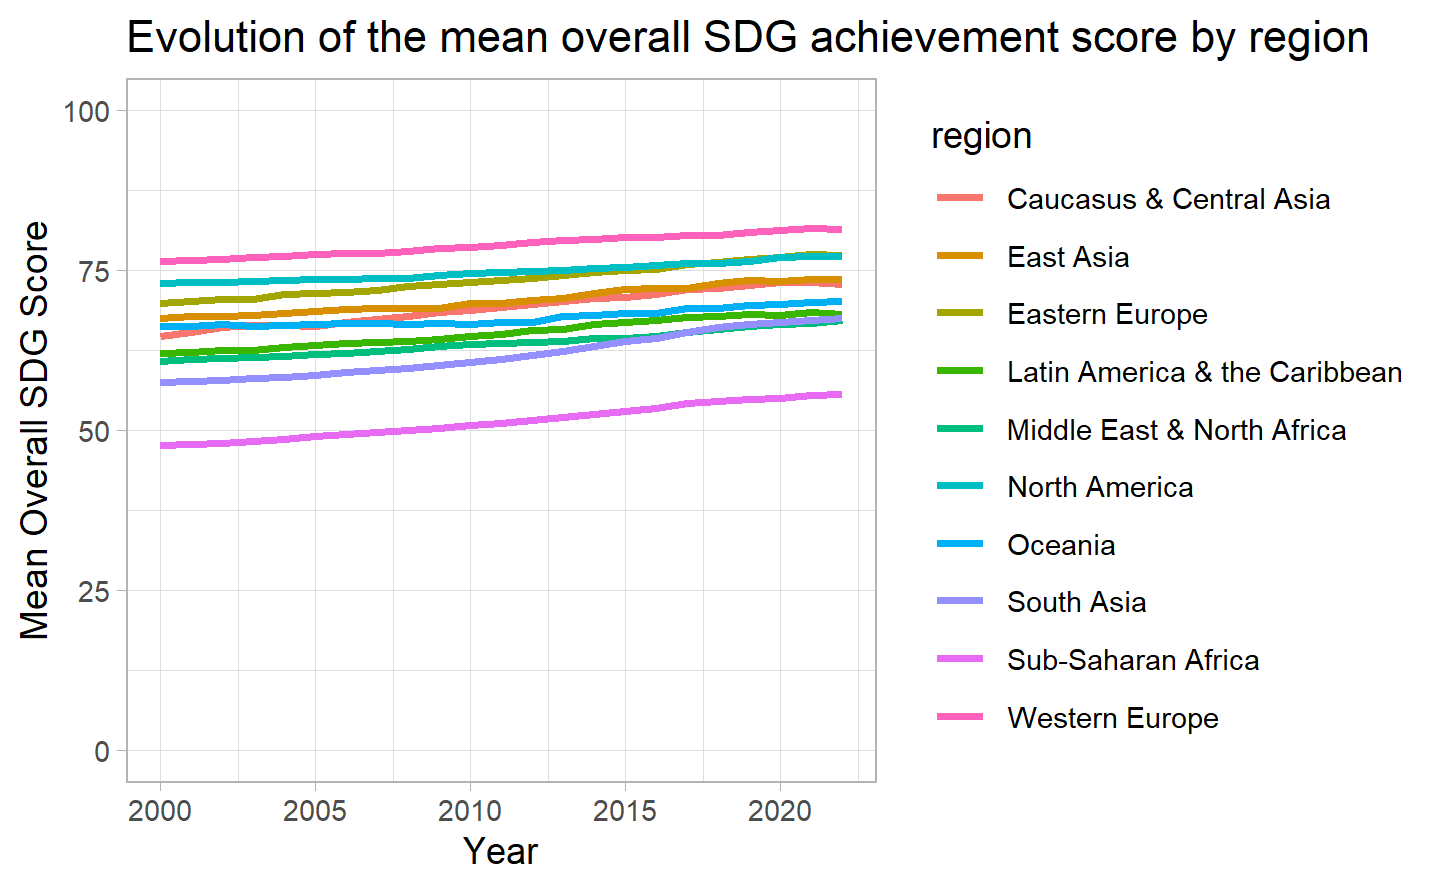 Evolution of the mean overall SDG achievement score by region
Mean Overall SDG Score
100
75
50
25
0
2000 2005 2010 2015 2020
Year
region
Caucasus & Central Asia
East Asia
Eastern Europe
Latin America & the Caribbean
Middle East & North Africa
North America
Oceania
South Asia
Sub-Saharan Africa
Western Europe